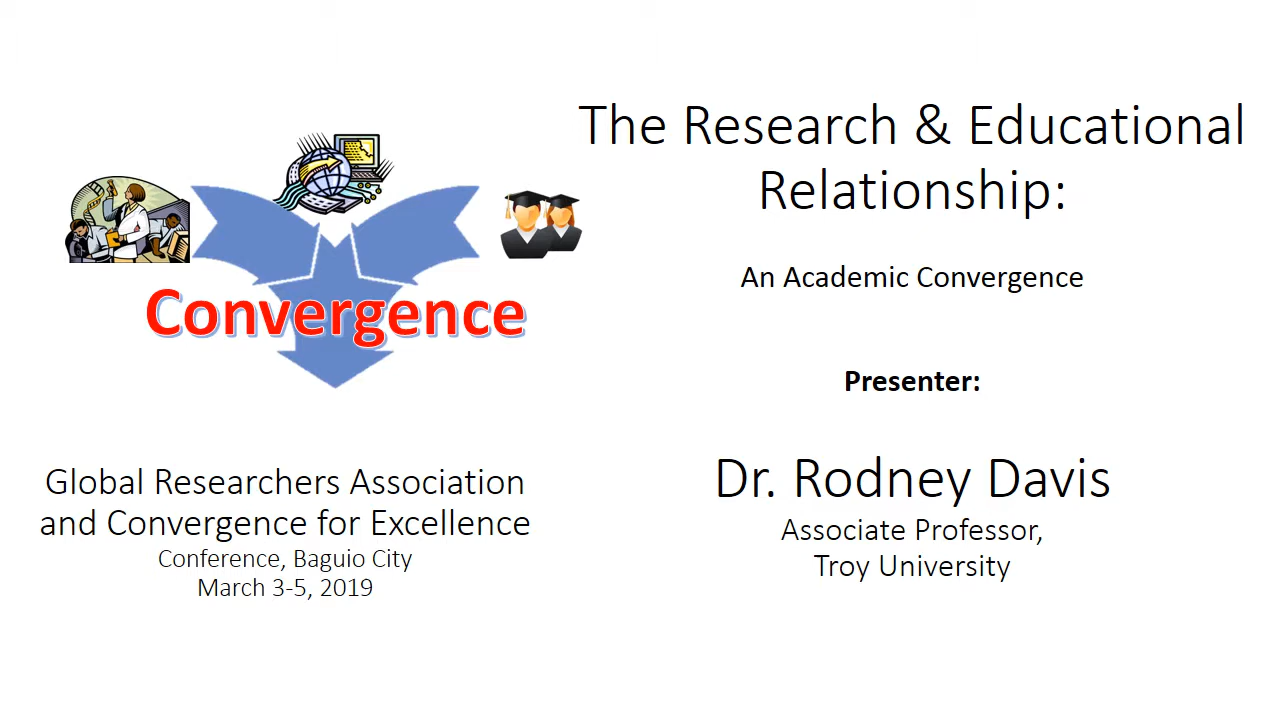 Convergence
Global Researchers Association
and Convergence for Excellence
Conference, Baguio City
March 3-5, 2019
The Research & Educational
Relationship:
An Academic Convergence
Presenter:
Dr. Rodney Davis
Associate Professor,
Troy University